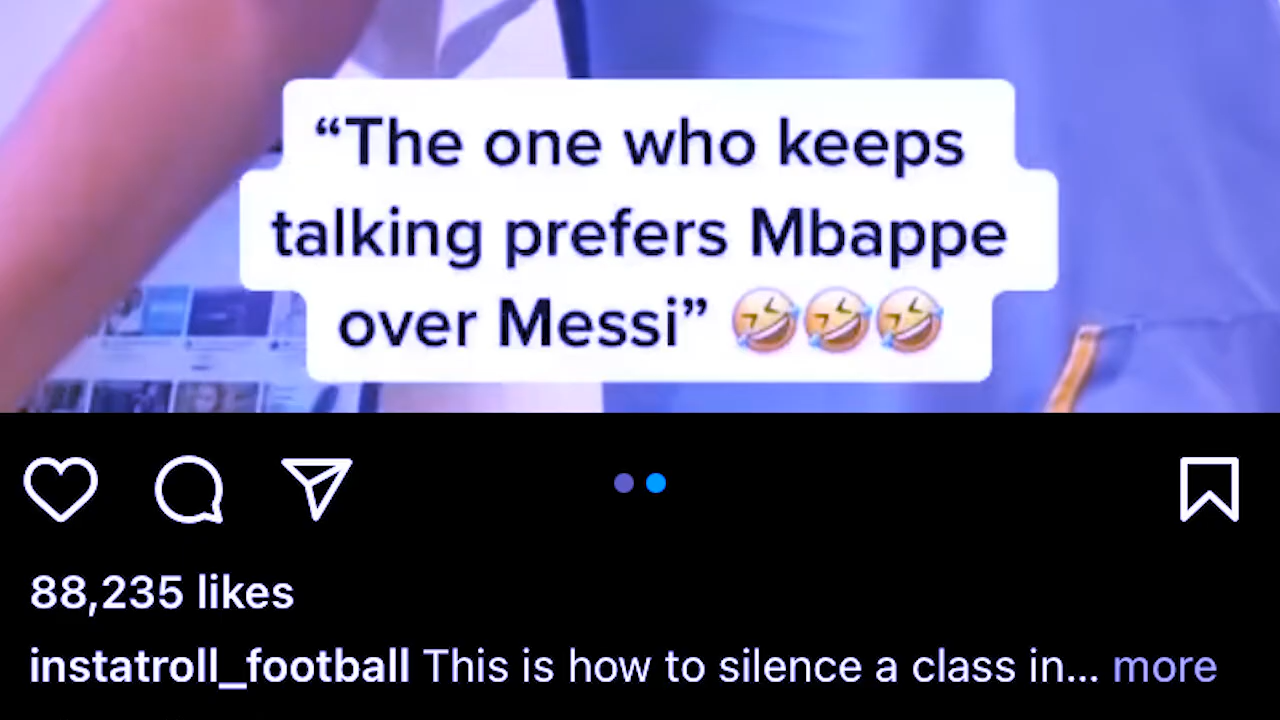 “The one who keeps
talking prefers Mbappe
over Messi” 🤣🤣🤣
88,235 likes
instatroll_football This is how to silence a class in... more